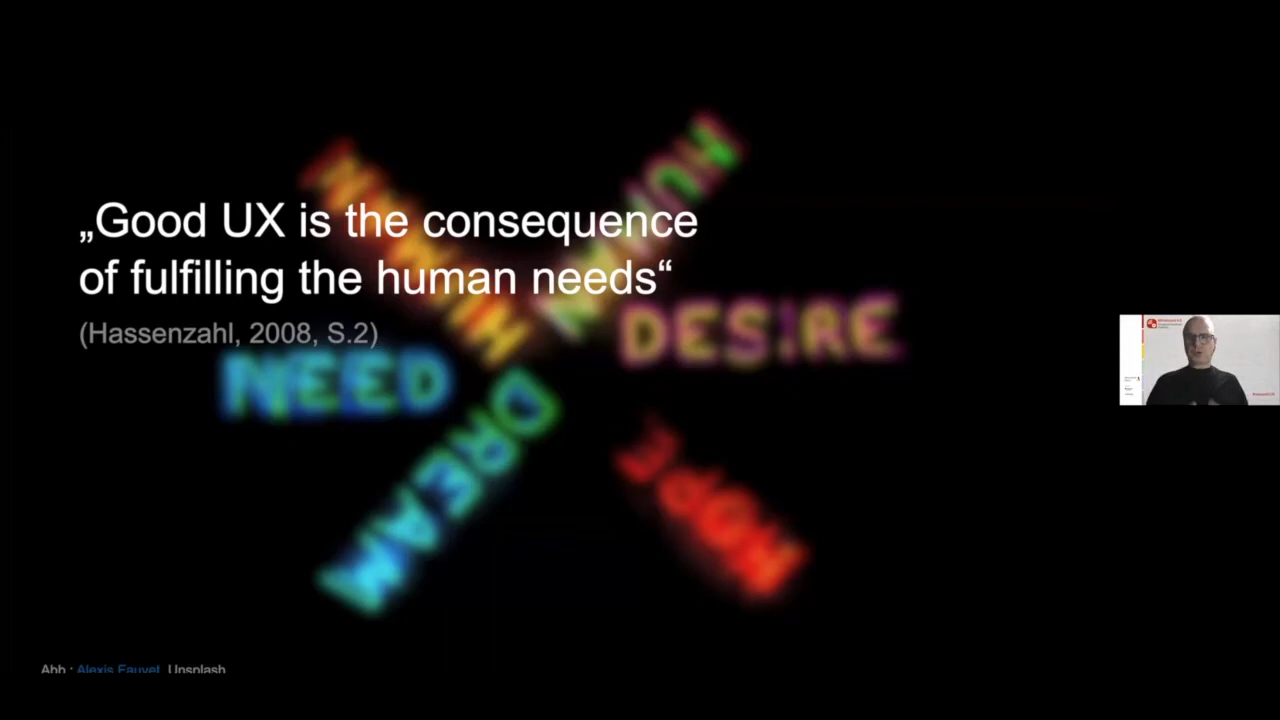 „Good UX is the consequence
of fulfilling the human needs“
(Hassenzahl, 2008, S.2)
HUMAN
DESIRE
NEED
DREAM
HOPE
Abb.: Alexis Fauvet, Unsplash